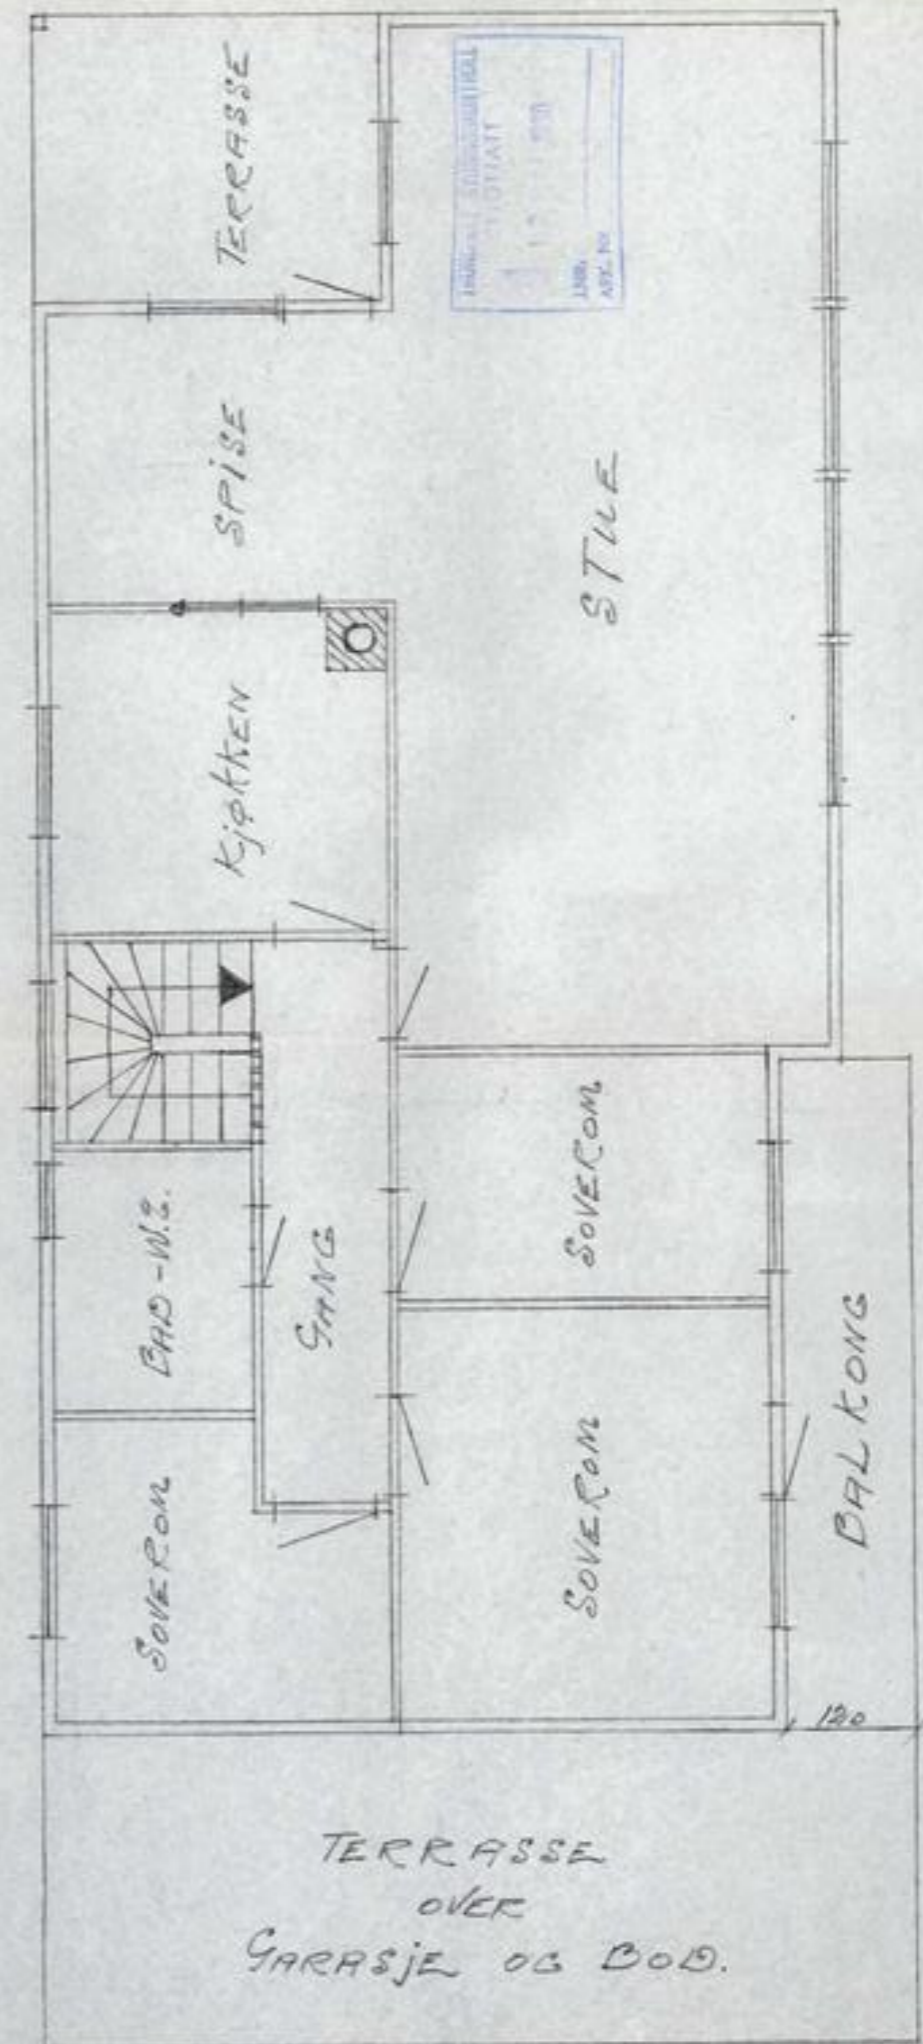 TERRASSE
SPISE
STUE
KJØKKEN
BAD-W.C.
GANG
SOVEROM
SOVEROM
SOVEROM
BALKONG
120
TERRASSE
OVER
GARASJE OG BOD.